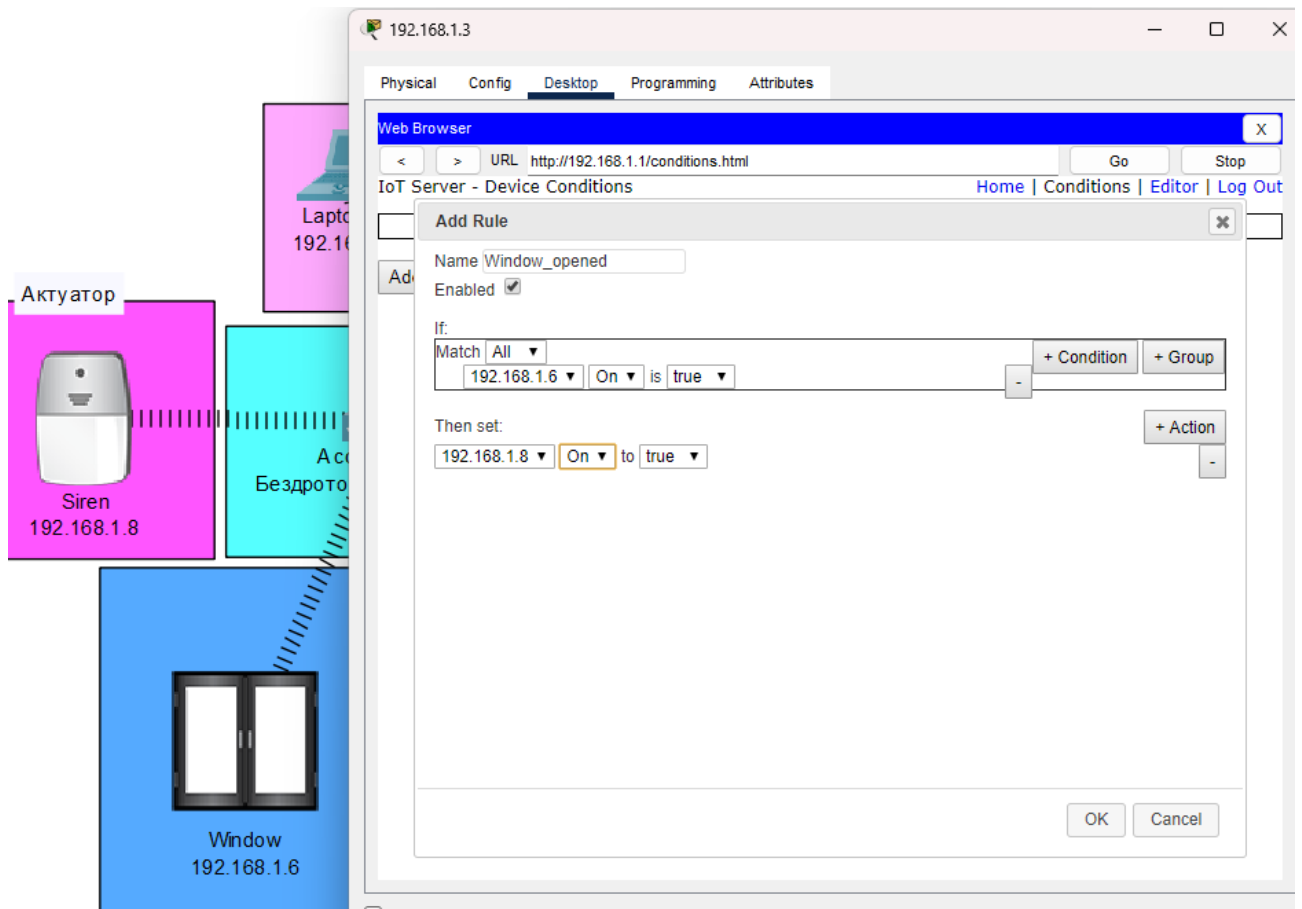 192.168.1.3
Physical Config Desktop Programming Attributes
Web Browser X
< > URL http://192.168.1.1/conditions.html Go Stop
IoT Server - Device Conditions Home | Conditions | Editor | Log Out
Add Rule
Name Window_opened
Enabled
If:
Match All
+ Condition + Group
192.168.1.6 On is true
-
Then set:
+ Action
192.168.1.8 On to true
-
OK Cancel
Актуатор
Siren
192.168.1.8
Window
192.168.1.6